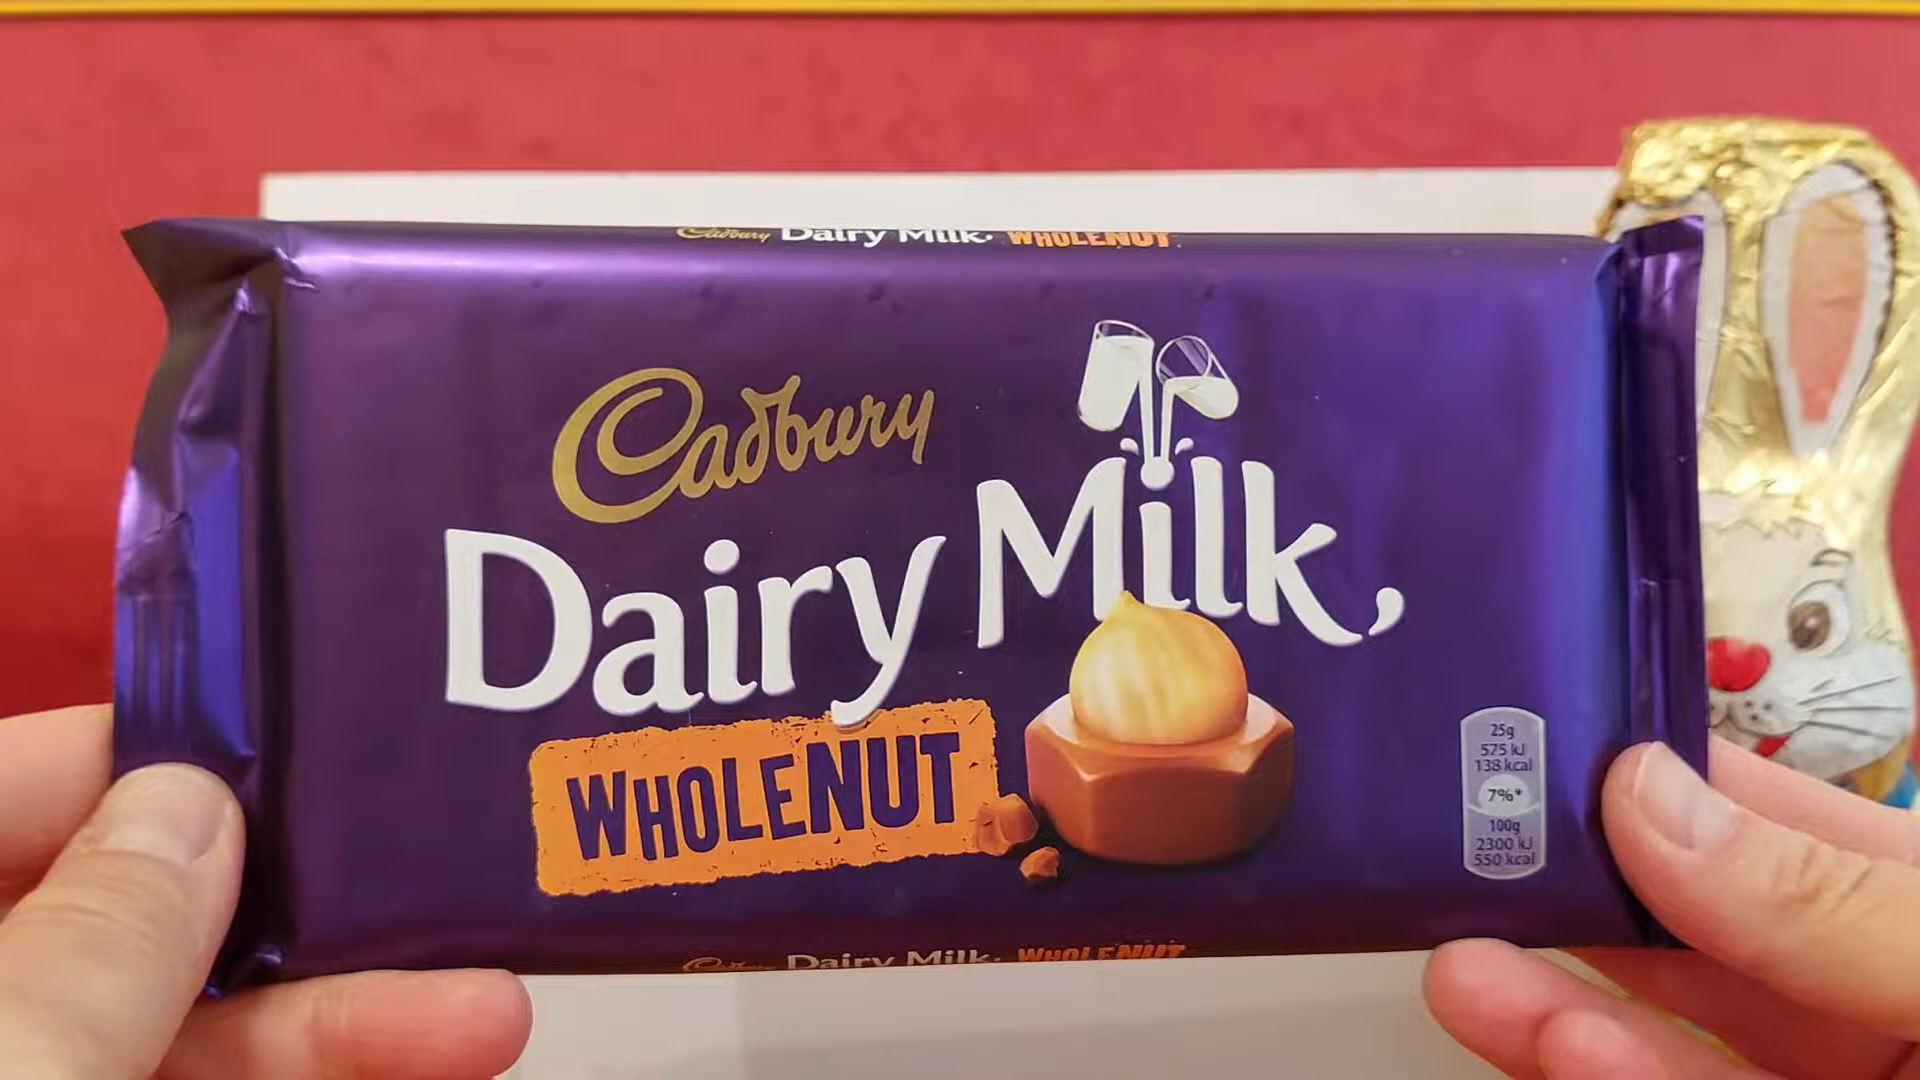 Cadbury Dairy Milk WHOLENUT
Cadbury
Dairy Milk
WHOLENUT
25g
575 kJ
138 kcal
7%*
100g
2300 kJ
550 kcal
Cadbury Dairy Milk WHOLENUT